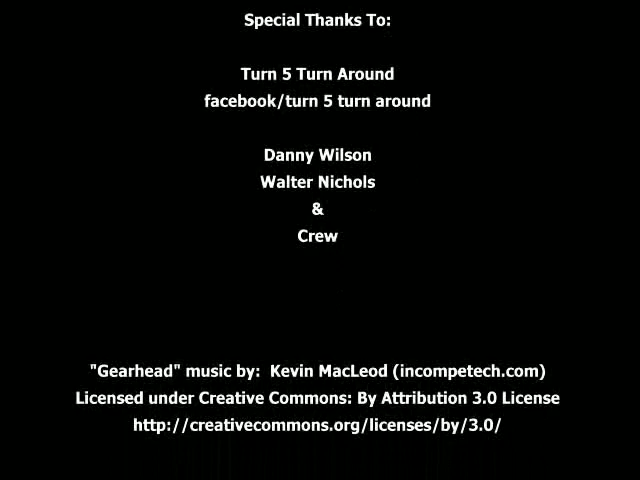 Special Thanks To:
Turn 5 Turn Around
facebook/turn 5 turn around
Danny Wilson
Walter Nichols
&
Crew
"Gearhead" music by:  Kevin MacLeod (incompetech.com)
Licensed under Creative Commons: By Attribution 3.0 License
http://creativecommons.org/licenses/by/3.0/